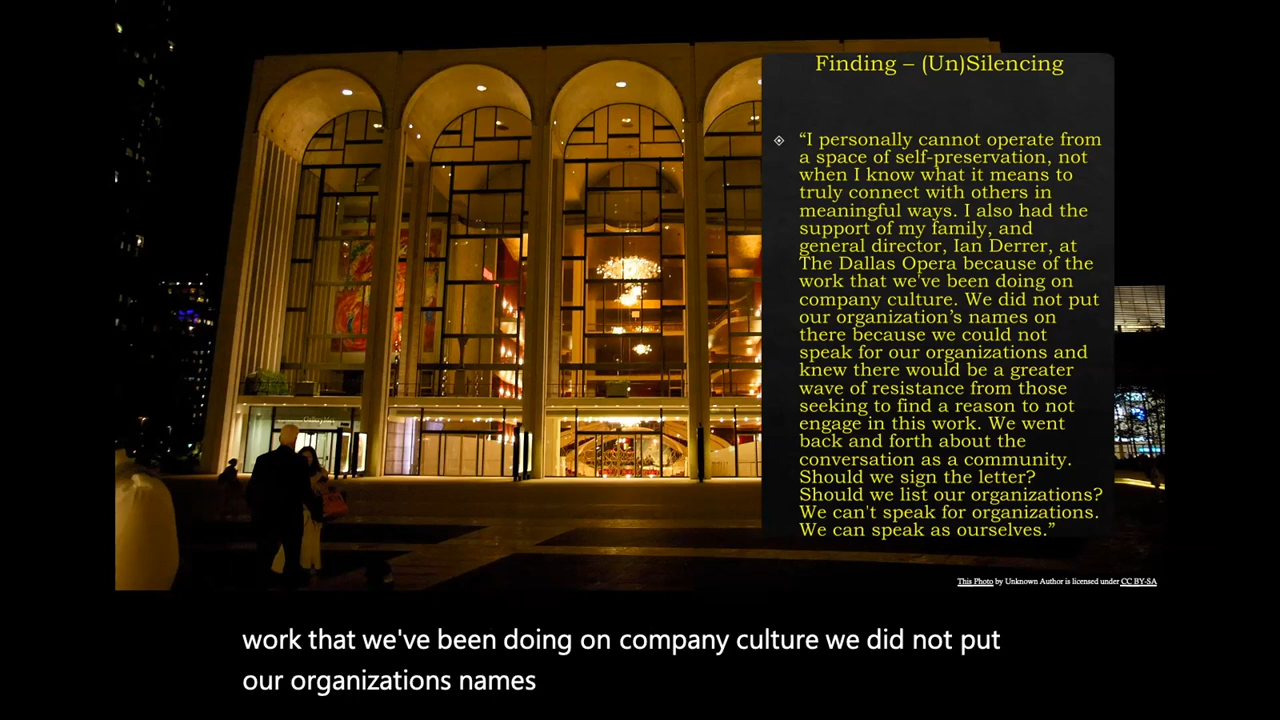 Finding – (Un)Silencing
“I personally cannot operate from
a space of self-preservation, not
when I know what it means to
truly connect with others in
meaningful ways. I also had the
support of my family, and
general director, Ian Derrer, at
The Dallas Opera because of the
work that we've been doing on
company culture. We did not put
our organization’s names on
there because we could not
speak for our organizations and
knew there would be a greater
wave of resistance from those
seeking to find a reason to not
engage in this work. We went
back and forth about the
conversation as a community.
Should we sign the letter?
Should we list our organizations?
We can't speak for organizations.
We can speak as ourselves.”
This Photo by Unknown Author is licensed under CC BY-SA
work that we've been doing on company culture we did not put
our organizations names